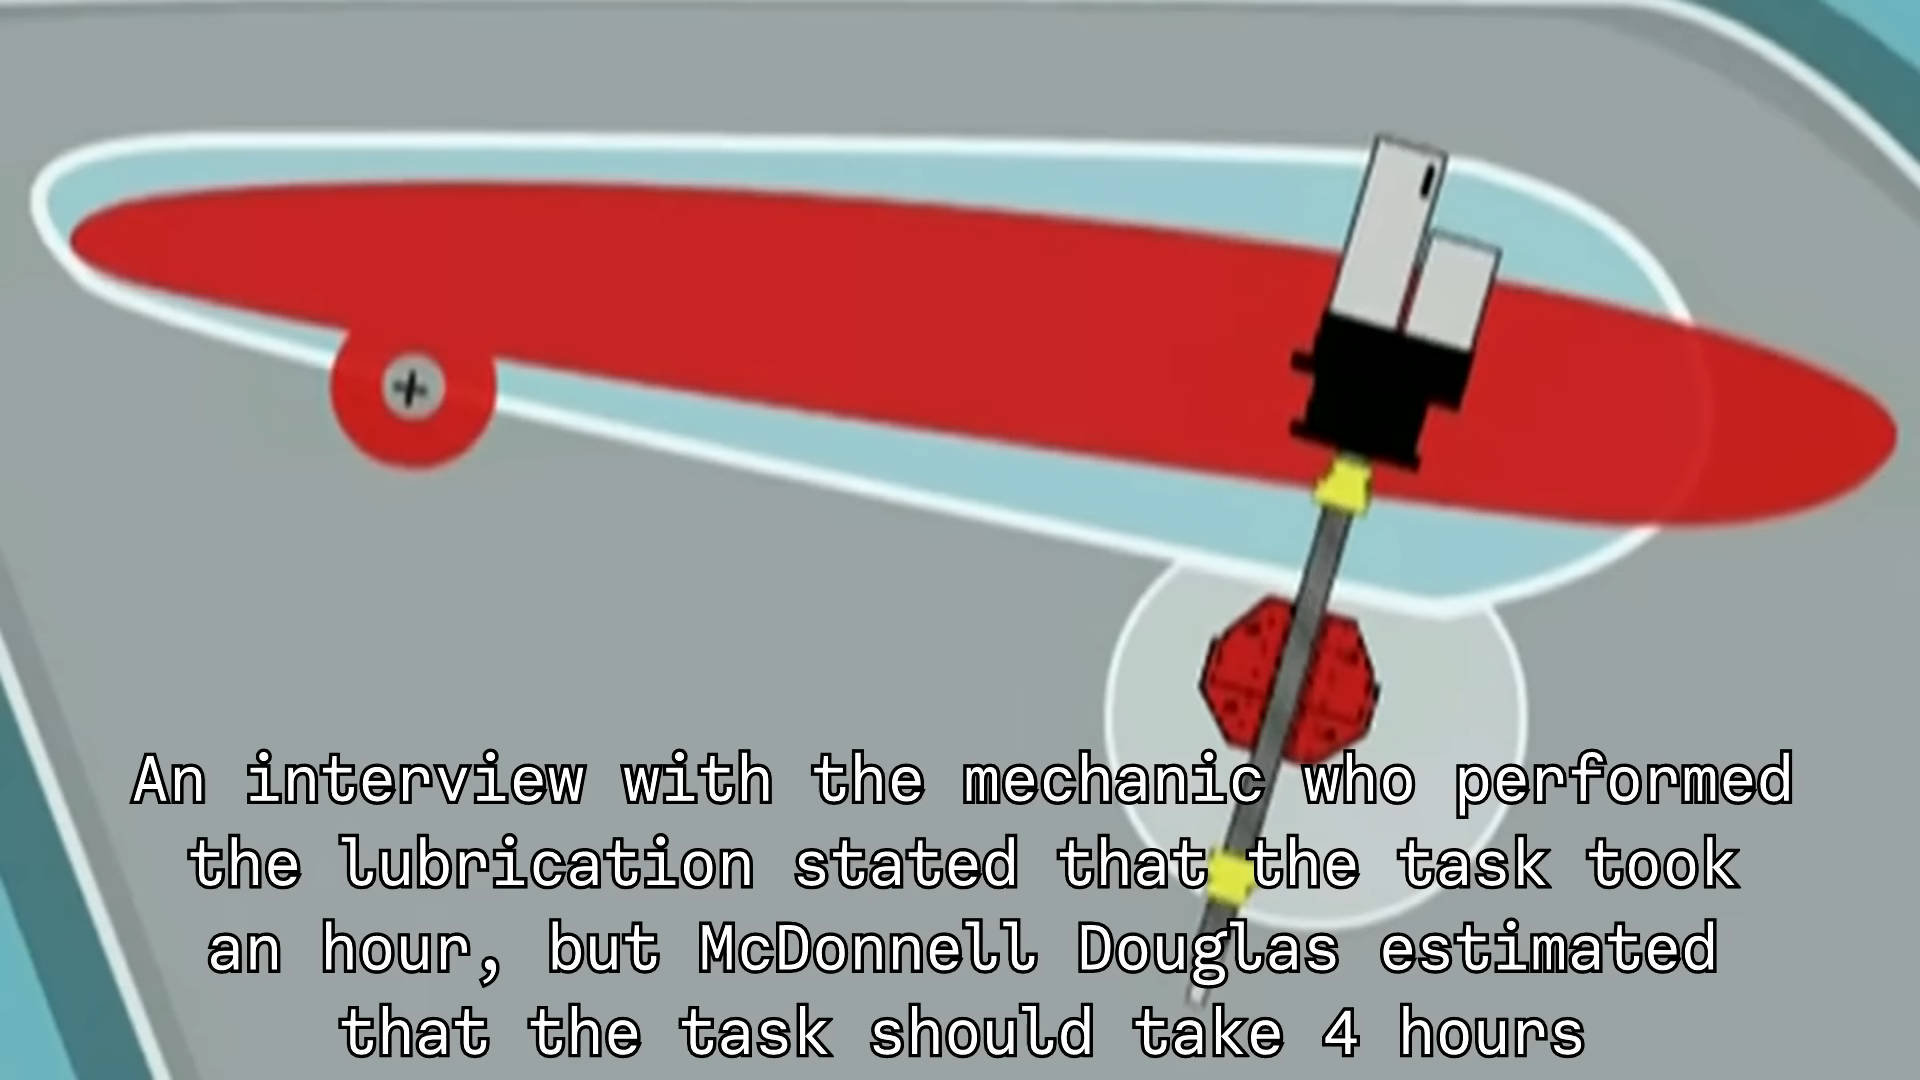 An interview with the mechanic who performed
the lubrication stated that the task took
an hour, but McDonnell Douglas estimated
that the task should take 4 hours